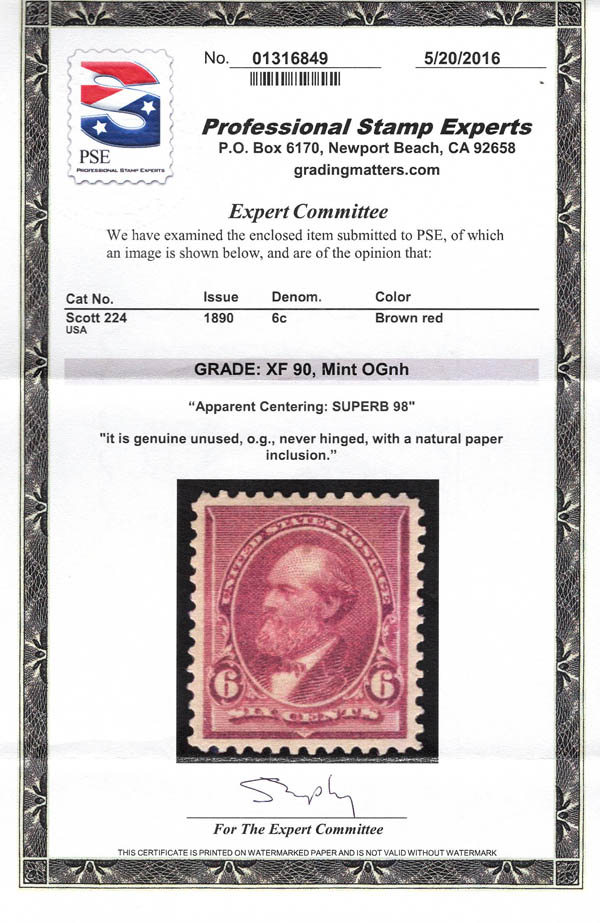 No. 01316849 5/20/2016
PSE
PROFESSIONAL STAMP EXPERTS
Professional Stamp Experts
P.O. Box 6170, Newport Beach, CA 92658
gradingmatters.com
Expert Committee
We have examined the enclosed item submitted to PSE, of which
an image is shown below, and are of the opinion that:
Cat No. Issue Denom. Color
Scott 224 1890 6c Brown red
USA
GRADE: XF 90, Mint OGnh
“Apparent Centering: SUPERB 98"
"it is genuine unused, o.g., never hinged, with a natural paper
inclusion.”
UNITED STATES POSTAGE
6 6
SIX CENTS
For The Expert Committee
THIS CERTIFICATE IS PRINTED ON WATERMARKED PAPER AND IS NOT VALID WITHOUT WATERMARK